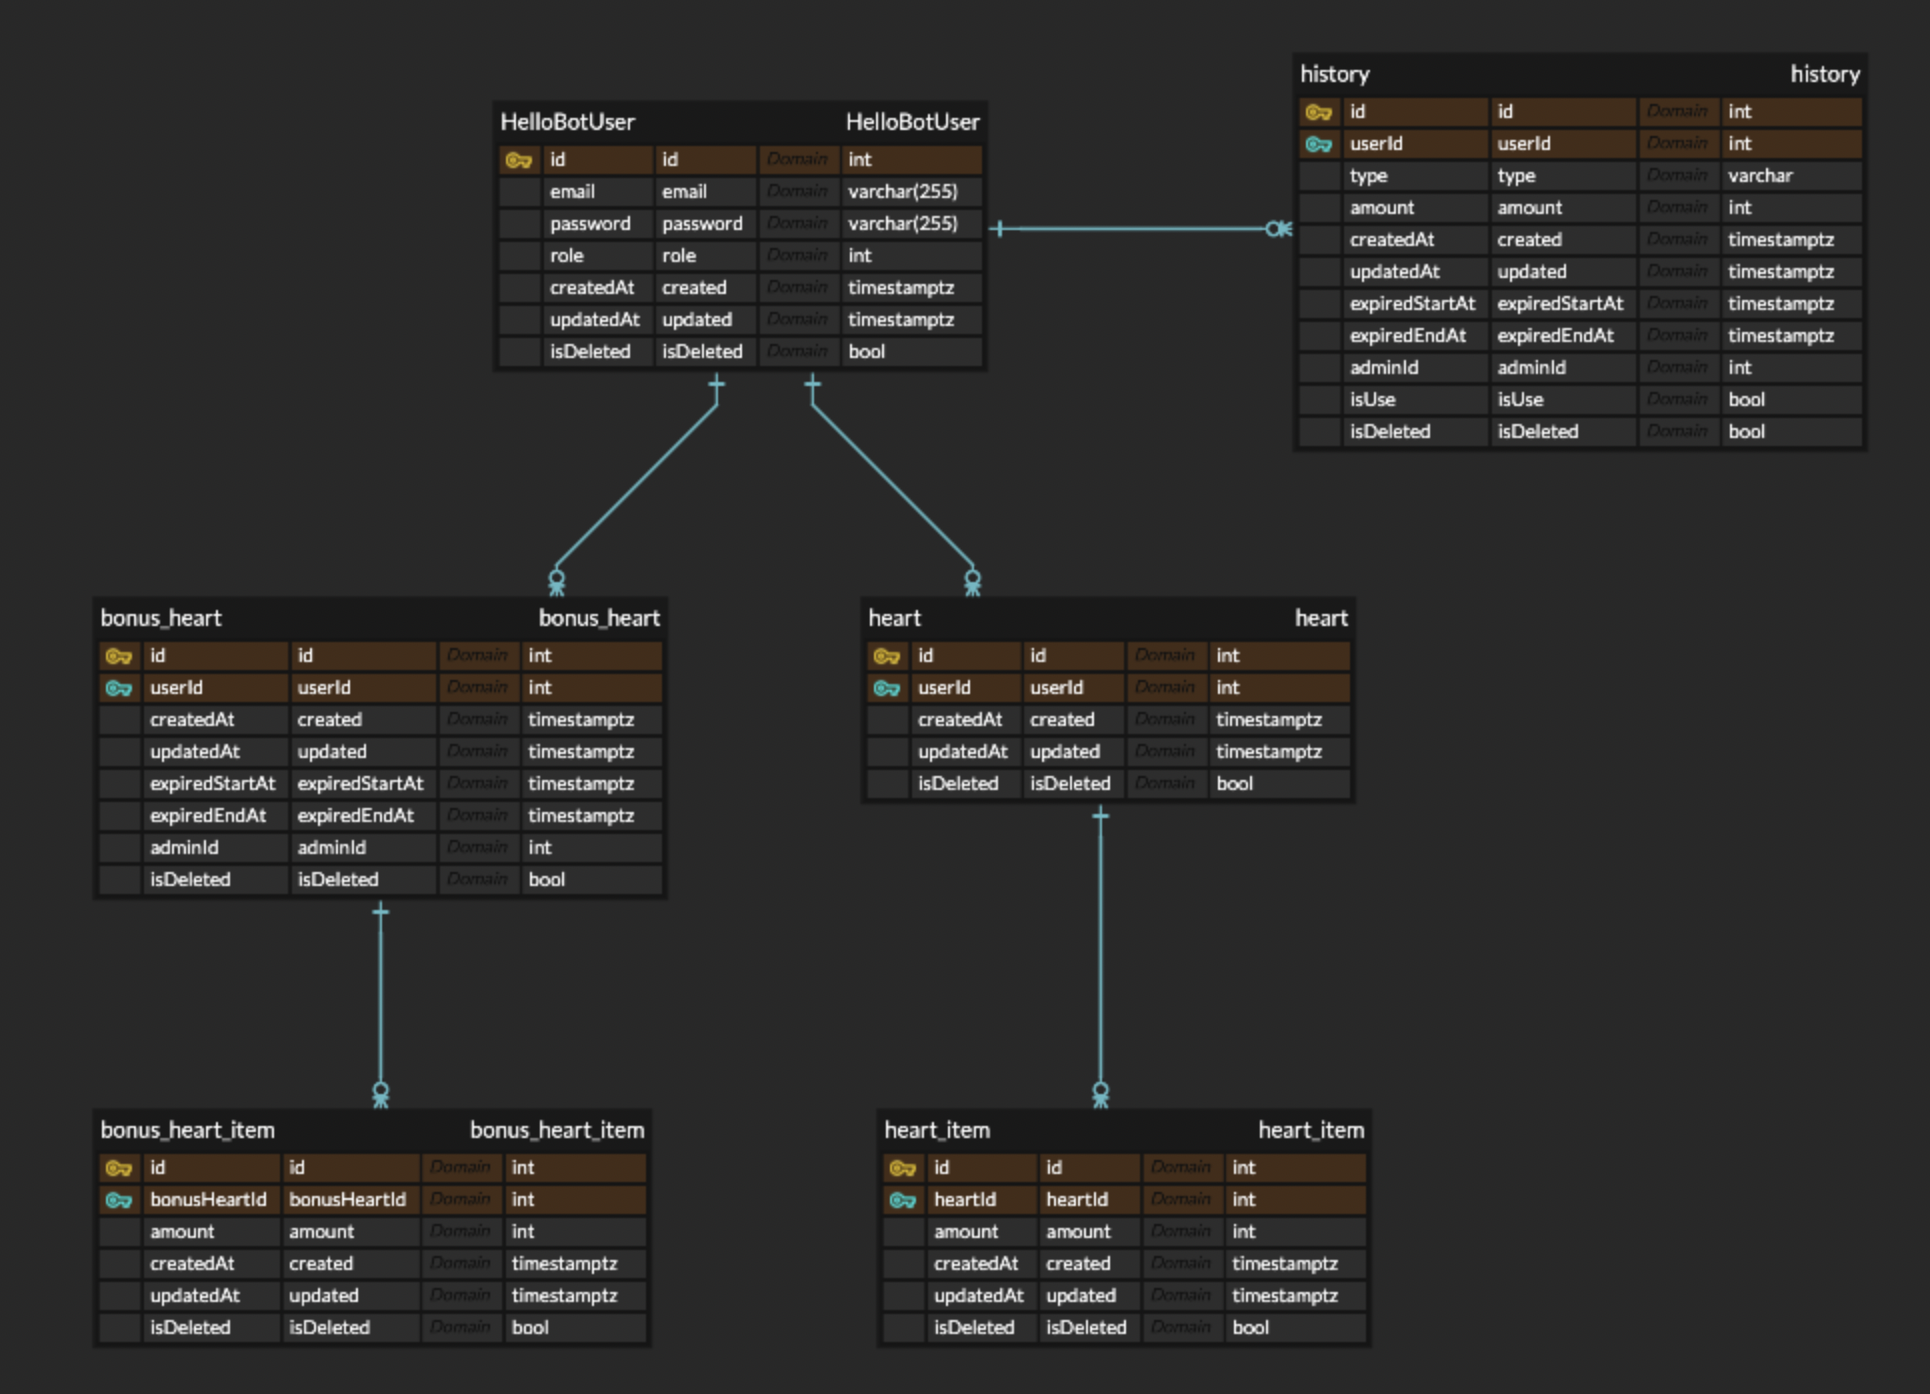 HelloBotUser HelloBotUser
id id Domain int
email email Domain varchar(255)
password password Domain varchar(255)
role role Domain int
createdAt created Domain timestamptz
updatedAt updated Domain timestamptz
isDeleted isDeleted Domain bool
history history
id id Domain int
userId userId Domain int
type type Domain varchar
amount amount Domain int
createdAt created Domain timestamptz
updatedAt updated Domain timestamptz
expiredStartAt expiredStartAt Domain timestamptz
expiredEndAt expiredEndAt Domain timestamptz
adminId adminId Domain int
isUse isUse Domain bool
isDeleted isDeleted Domain bool
bonus_heart bonus_heart
id id Domain int
userId userId Domain int
createdAt created Domain timestamptz
updatedAt updated Domain timestamptz
expiredStartAt expiredStartAt Domain timestamptz
expiredEndAt expiredEndAt Domain timestamptz
adminId adminId Domain int
isDeleted isDeleted Domain bool
heart heart
id id Domain int
userId userId Domain int
createdAt created Domain timestamptz
updatedAt updated Domain timestamptz
isDeleted isDeleted Domain bool
bonus_heart_item bonus_heart_item
id id Domain int
bonusHeartId bonusHeartId Domain int
amount amount Domain int
createdAt created Domain timestamptz
updatedAt updated Domain timestamptz
isDeleted isDeleted Domain bool
heart_item heart_item
id id Domain int
heartId heartId Domain int
amount amount Domain int
createdAt created Domain timestamptz
updatedAt updated Domain timestamptz
isDeleted isDeleted Domain bool